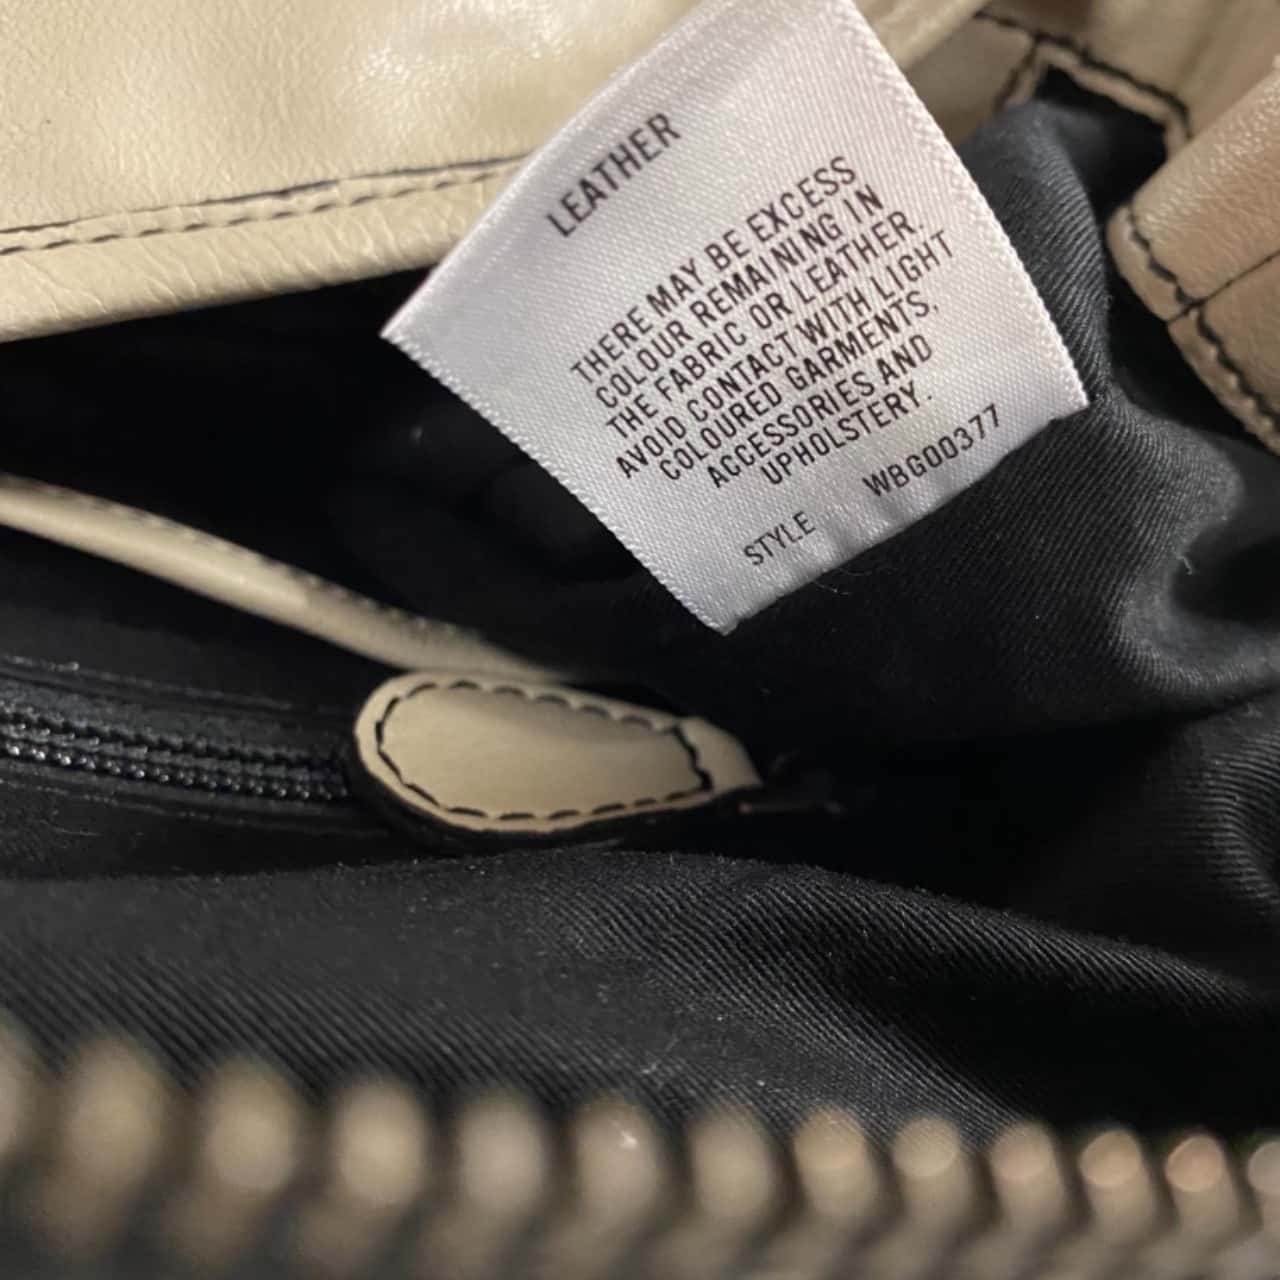 LEATHER
THERE MAY BE EXCESS
COLOUR REMAINING IN
THE FABRIC OR LEATHER.
AVOID CONTACT WITH LIGHT
COLOURED GARMENTS,
ACCESSORIES AND
UPHOLSTERY.
STYLE WBG00377